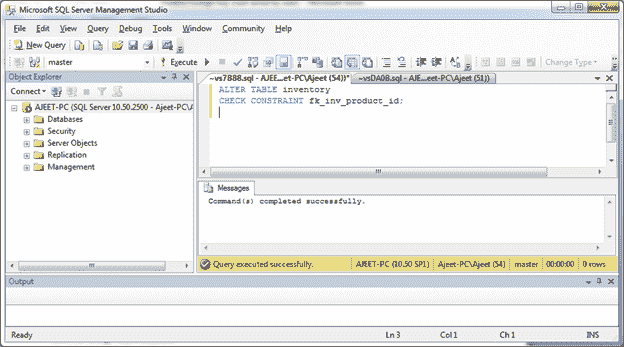 Microsoft SQL Server Management Studio
File Edit View Query Debug Tools Window Community Help
New Query
master Execute Change Type
Object Explorer
Connect
AJEET-PC (SQL Server 10.50.2500 - Ajeet-PC\A
Databases
Security
Server Objects
Replication
Management
~vs7B88.sql - AJE...eet-PC\Ajeet (54))* ~vsDA0B.sql - AJE...eet-PC\Ajeet (51))
ALTER TABLE inventory
CHECK CONSTRAINT fk_inv_product_id;
Messages
Command(s) completed successfully.
Query executed successfully. AJEET-PC (10.50 SP1) Ajeet-PC\Ajeet (54) master 00:00:00 0 rows
Output
Ready Ln 3 Col 1 Ch 1 INS